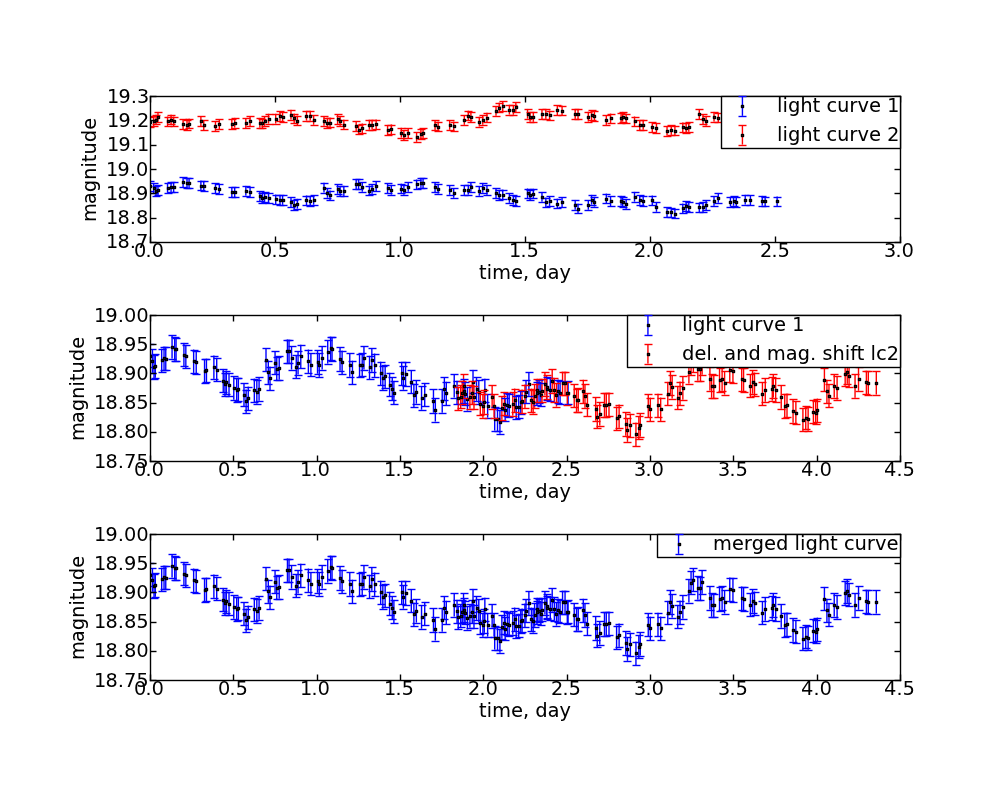 19.3
19.2
19.1
19.0
18.9
18.8
18.7
magnitude
light curve 1
light curve 2
0.0 0.5 1.0 1.5 2.0 2.5 3.0
time, day
19.00
18.95
18.90
18.85
18.80
18.75
magnitude
light curve 1
del. and mag. shift lc2
0.0 0.5 1.0 1.5 2.0 2.5 3.0 3.5 4.0 4.5
time, day
19.00
18.95
18.90
18.85
18.80
18.75
magnitude
merged light curve
0.0 0.5 1.0 1.5 2.0 2.5 3.0 3.5 4.0 4.5
time, day